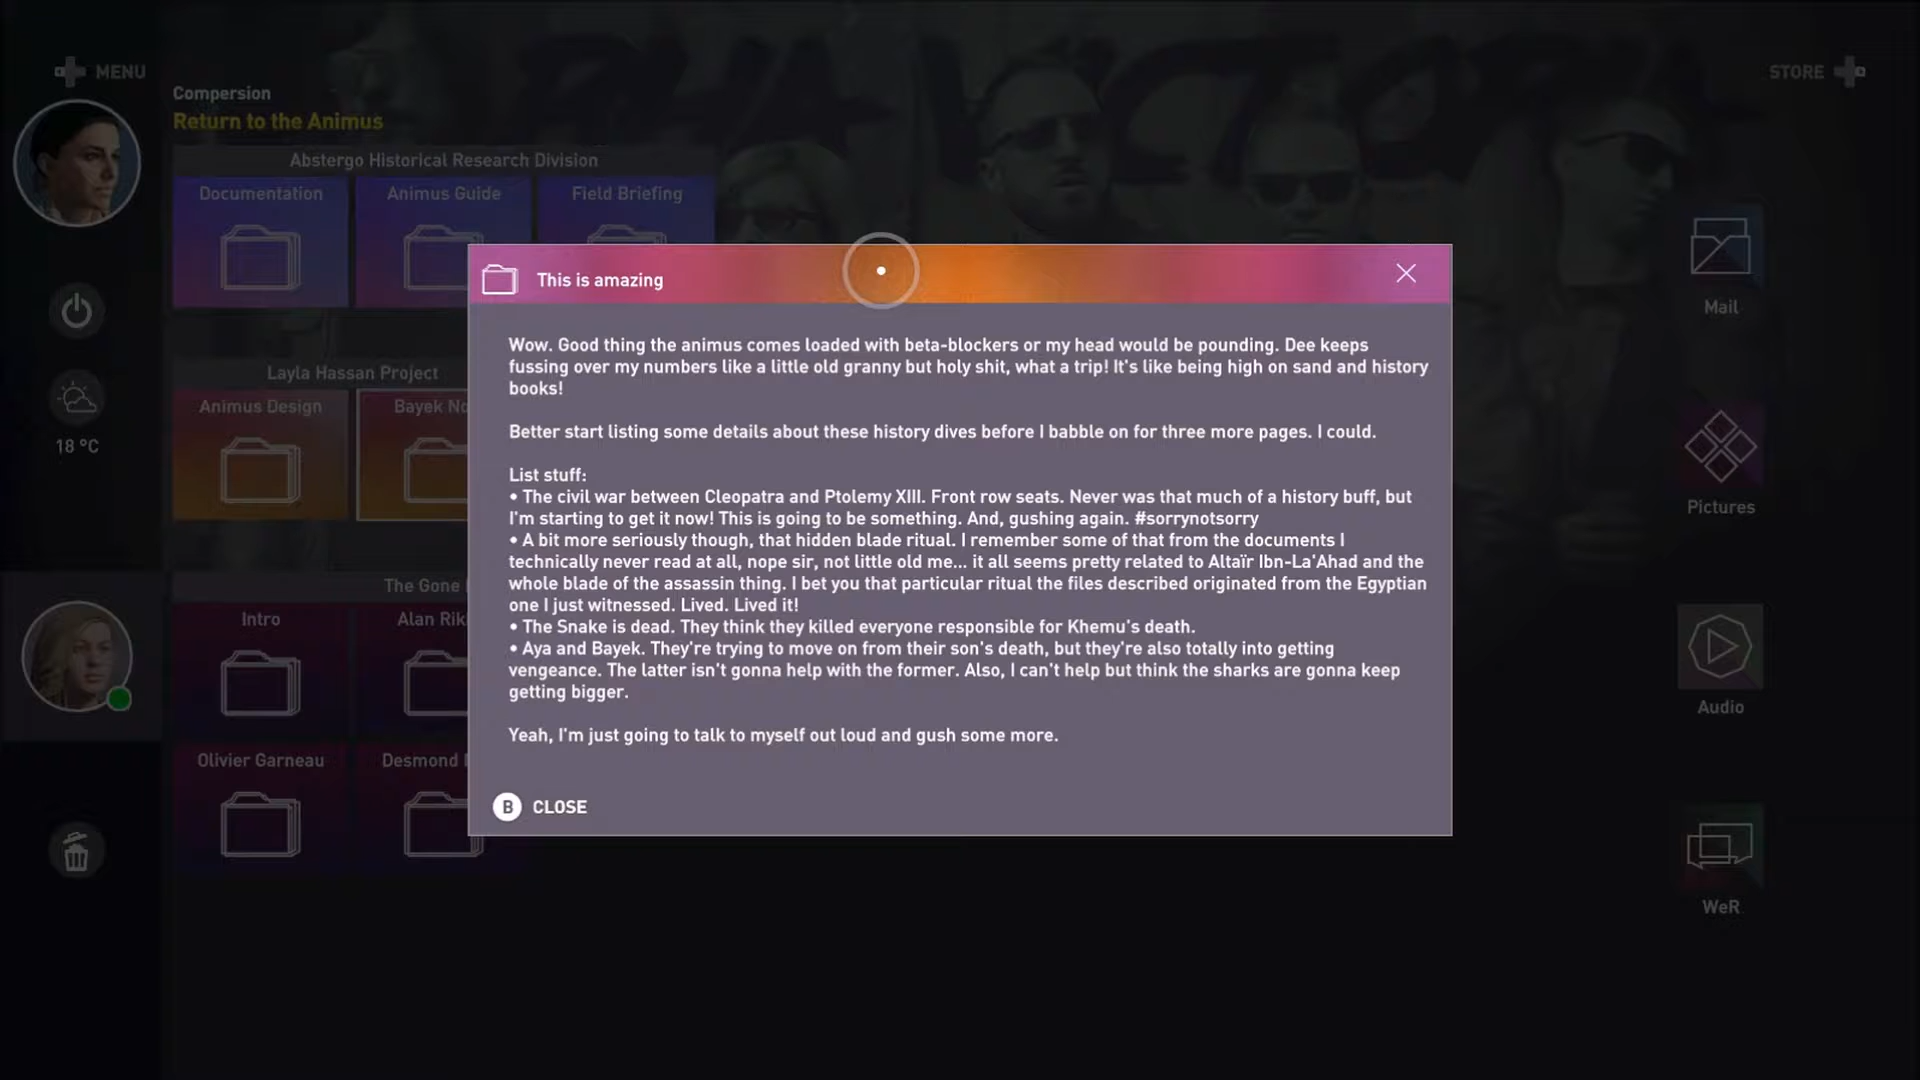 MENU
STORE
Compersion
Return to the Animus
Abstergo Historical Research Division
Documentation
Animus Guide
Field Briefing
This is amazing
Wow. Good thing the animus comes loaded with beta-blockers or my head would be pounding. Dee keeps
fussing over my numbers like a little old granny but holy shit, what a trip! It's like being high on sand and history
books!
Better start listing some details about these history dives before I babble on for three more pages. I could.
List stuff:
• The civil war between Cleopatra and Ptolemy XIII. Front row seats. Never was that much of a history buff, but
I'm starting to get it now! This is going to be something. And, gushing again. #sorrynotsorry
• A bit more seriously though, that hidden blade ritual. I remember some of that from the documents I
technically never read at all, nope sir, not little old me... it all seems pretty related to Altaïr Ibn-La'Ahad and the
whole blade of the assassin thing. I bet you that particular ritual the files described originated from the Egyptian
one I just witnessed. Lived. Lived it!
• The Snake is dead. They think they killed everyone responsible for Khemu's death.
• Aya and Bayek. They're trying to move on from their son's death, but they're also totally into getting
vengeance. The latter isn't gonna help with the former. Also, I can't help but think the sharks are gonna keep
getting bigger.
Yeah, I'm just going to talk to myself out loud and gush some more.
B CLOSE
Layla Hassan Project
Animus Design
Bayek No
18 °C
The Gone
Intro
Alan Rik
Olivier Garneau
Desmond
Mail
Pictures
Audio
WeR